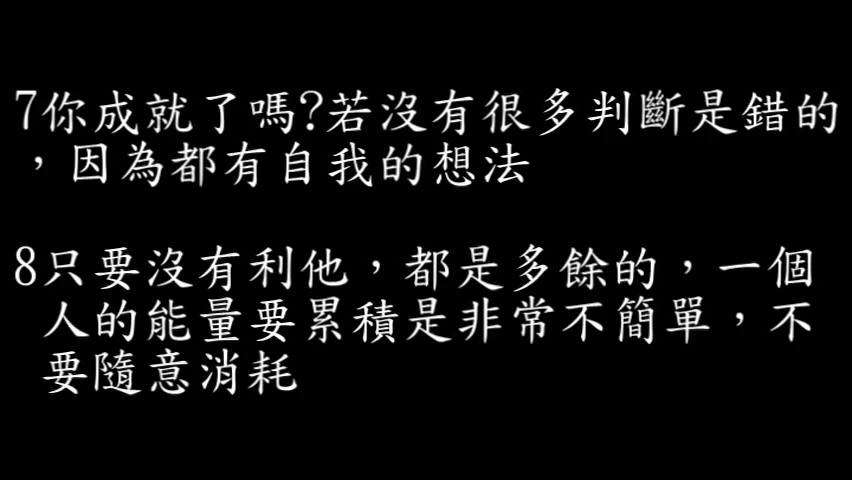 7你成就了嗎?若沒有很多判斷是錯的
，因為都有自我的想法
8只要沒有利他，都是多餘的，一個
人的能量要累積是非常不簡單，不
要隨意消耗